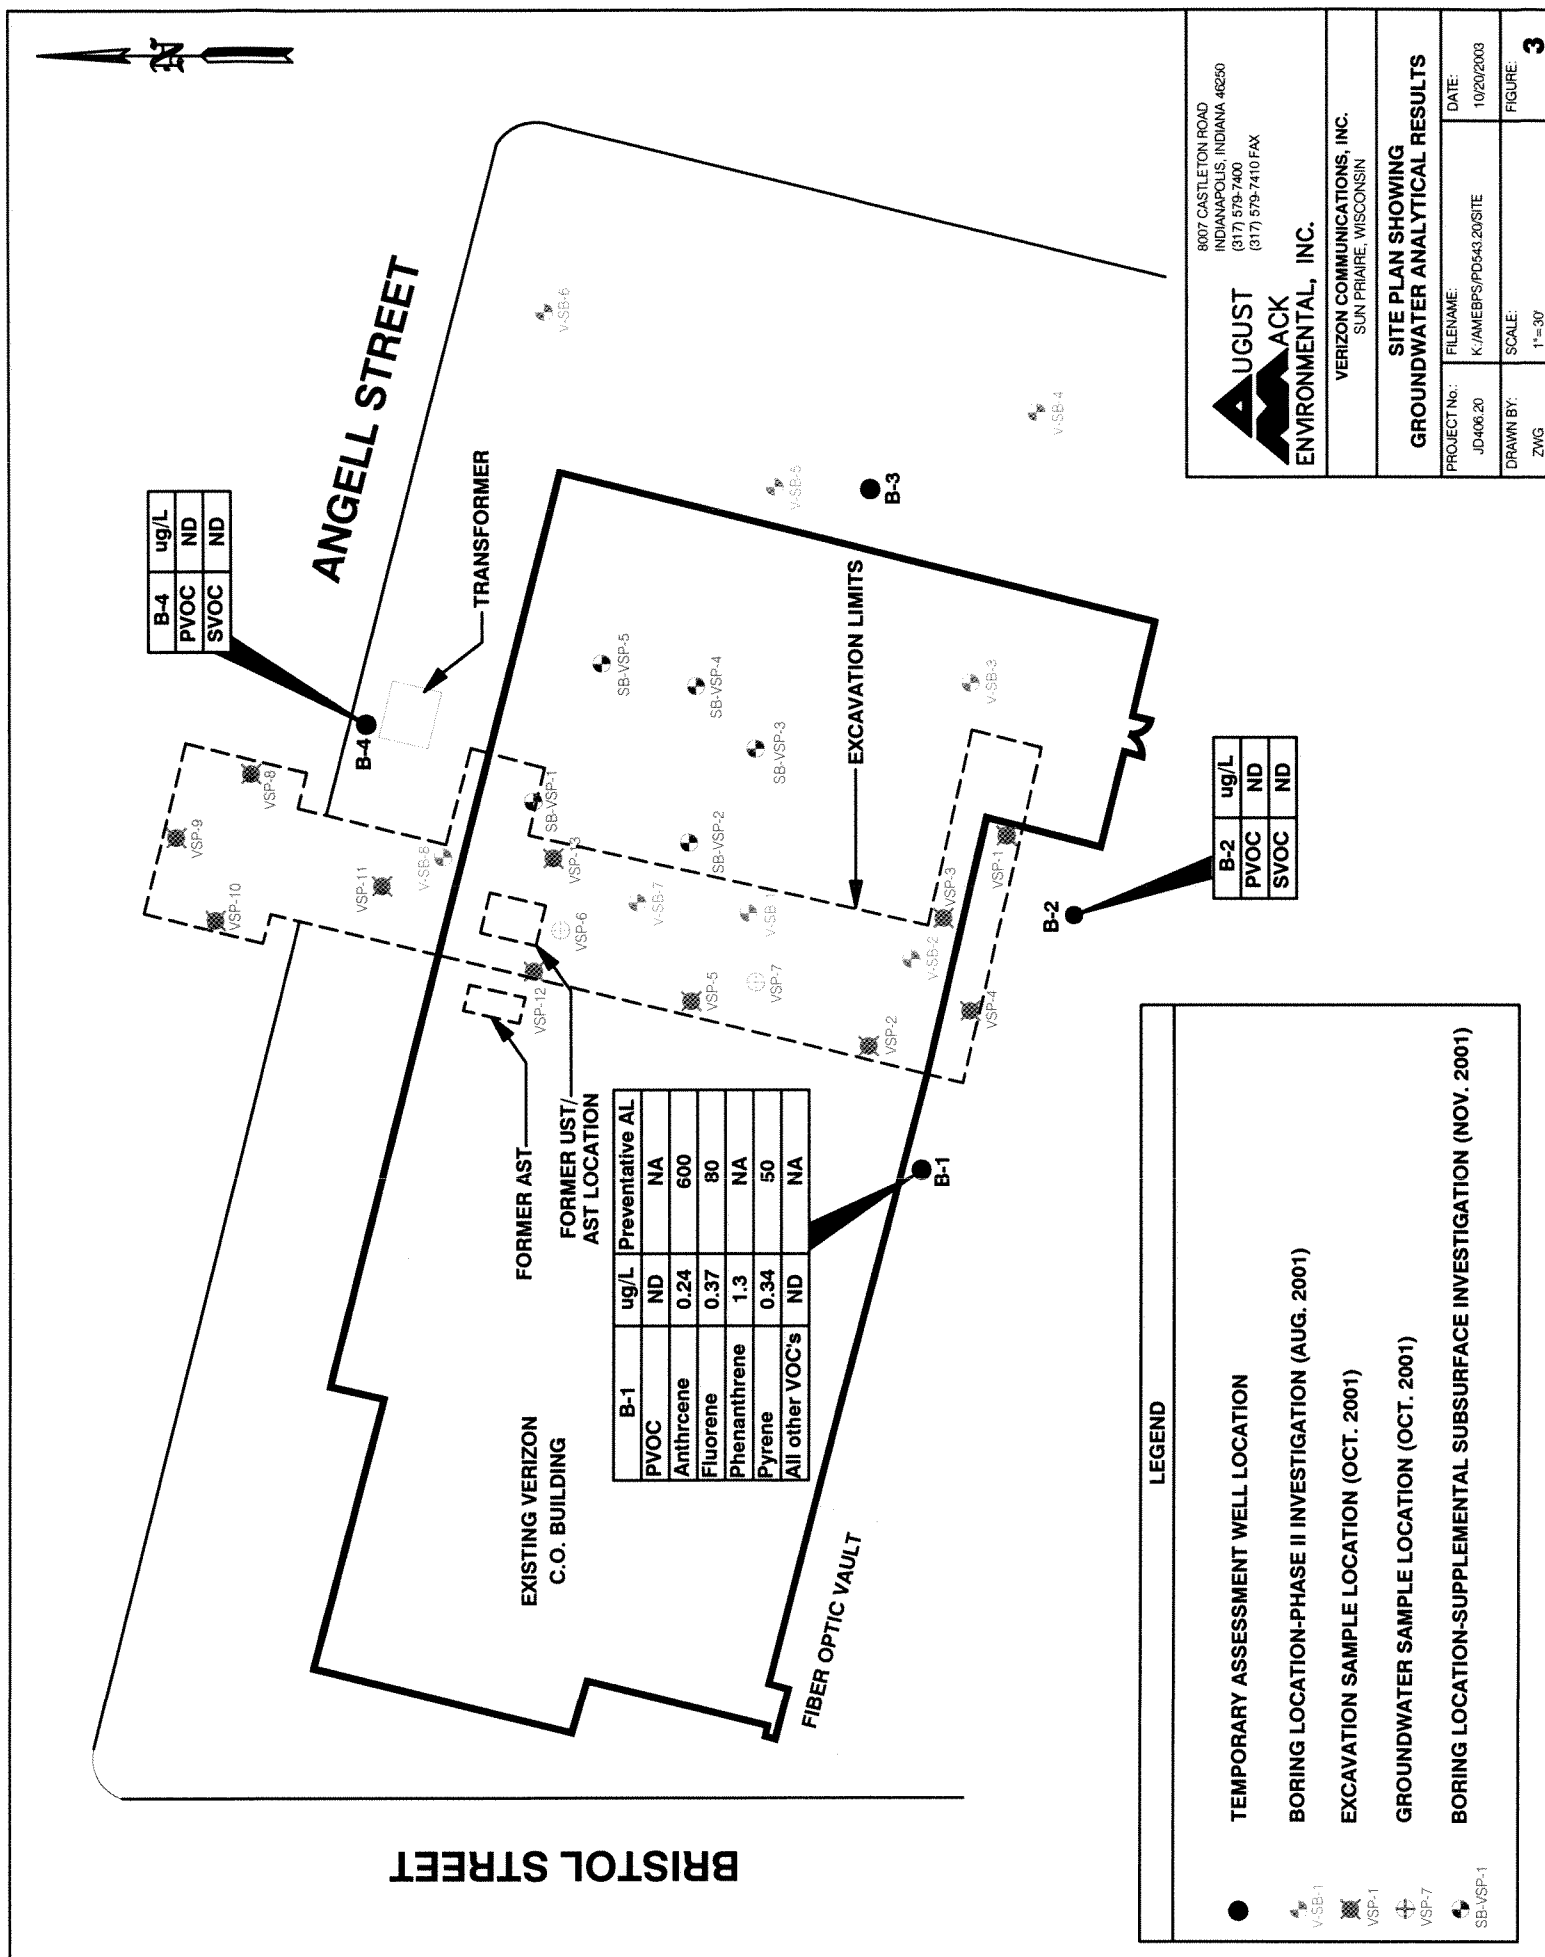 N
ANGELL STREET
BRISTOL STREET
B-4 ug/L
PVOC ND
SVOC ND
B-4
TRANSFORMER
VSP-8
VSP-9
VSP-10
VSP-11
V-SB-8
SB-VSP-1
VSP-13
VSP-6
VSP-12
V-SB-7
V-SB-1
VSP-7
VSP-5
VSP-2
V-SB-2
VSP-3
VSP-4
VSP-1
SB-VSP-5
SB-VSP-4
SB-VSP-3
SB-VSP-2
V-SB-3
V-SB-5
V-SB-6
V-SB-4
B-3
EXCAVATION LIMITS
FORMER AST
FORMER UST/
AST LOCATION
EXISTING VERIZON
C.O. BUILDING
FIBER OPTIC VAULT
B-1 ug/L Preventative AL
PVOC ND NA
Anthrcene 0.24 600
Fluorene 0.37 80
Phenanthrene 1.3 NA
Pyrene 0.34 50
All other VOC's ND NA
B-1
B-2
B-2 ug/L
PVOC ND
SVOC ND
LEGEND
TEMPORARY ASSESSMENT WELL LOCATION
V-SB-1 BORING LOCATION-PHASE II INVESTIGATION (AUG. 2001)
VSP-1 EXCAVATION SAMPLE LOCATION (OCT. 2001)
VSP-7 GROUNDWATER SAMPLE LOCATION (OCT. 2001)
SB-VSP-1 BORING LOCATION-SUPPLEMENTAL SUBSURFACE INVESTIGATION (NOV. 2001)
8007 CASTLETON ROAD
INDIANAPOLIS, INDIANA 46250
(317) 579-7400
(317) 579-7410 FAX
AUGUST
MACK
ENVIRONMENTAL, INC.
VERIZON COMMUNICATIONS, INC.
SUN PRIAIRE, WISCONSIN
SITE PLAN SHOWING
GROUNDWATER ANALYTICAL RESULTS
PROJECT No.: FILENAME: DATE:
JD406.20 K:/AMEBPS/PD543.20/SITE 10/20/2003
DRAWN BY: SCALE: FIGURE:
ZWG 1"=30' 3